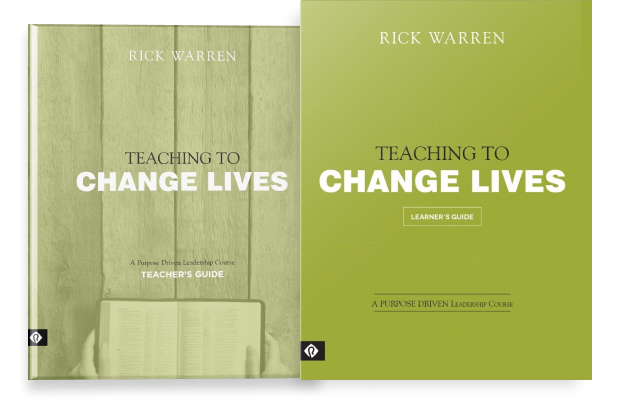 RICK WARREN
TEACHING TO
CHANGE LIVES
A Purpose Driven Leadership Course
TEACHER'S GUIDE
RICK WARREN
TEACHING TO
CHANGE LIVES
LEARNER'S GUIDE
A PURPOSE DRIVEN LEADERSHIP COURSE